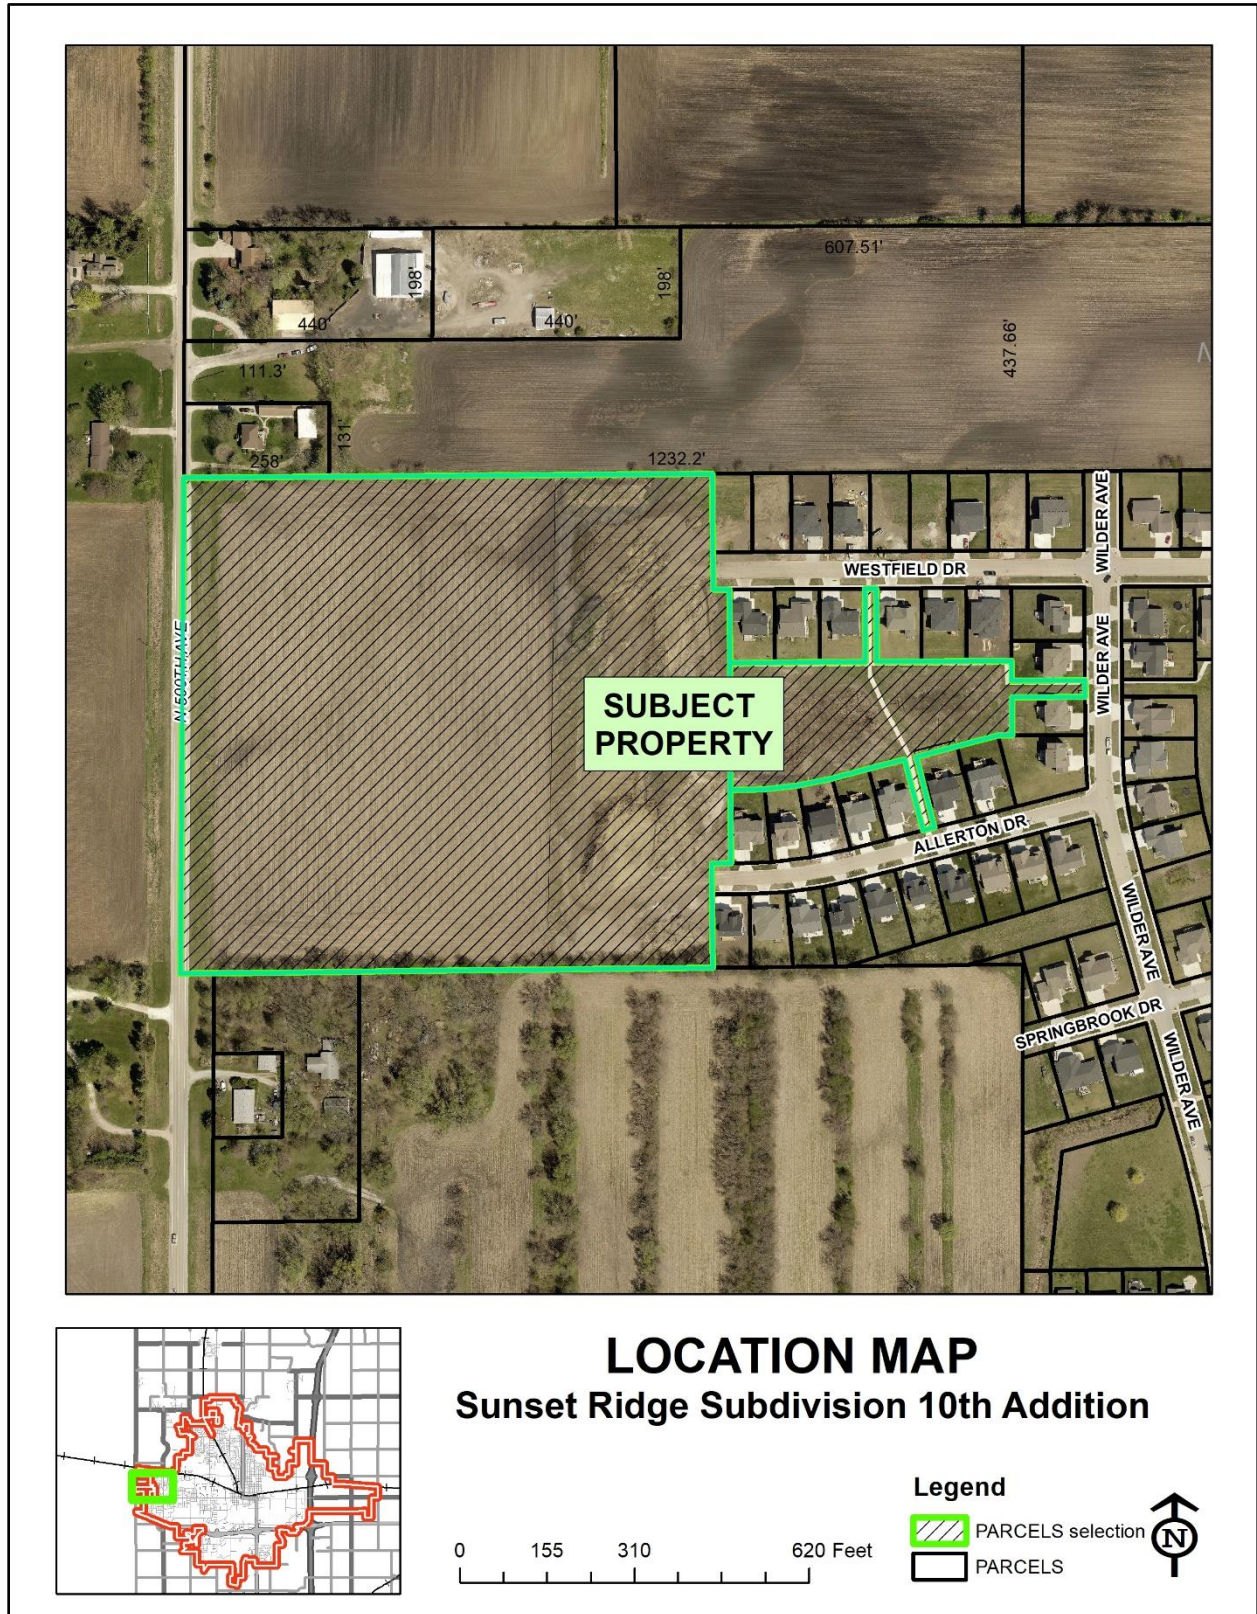 607.51'
198'
198'
440'
440'
437.66'
111.3'
131'
258'
1232.2'
WILDER AVE
WESTFIELD DR
WILDER AVE
N 500TH AVE
SUBJECT
PROPERTY
ALLERTON DR
WILDER AVE
SPRINGBROOK DR
WILDER AVE
LOCATION MAP
Sunset Ridge Subdivision 10th Addition
Legend
PARCELS selection
PARCELS
N
0 155 310 620 Feet